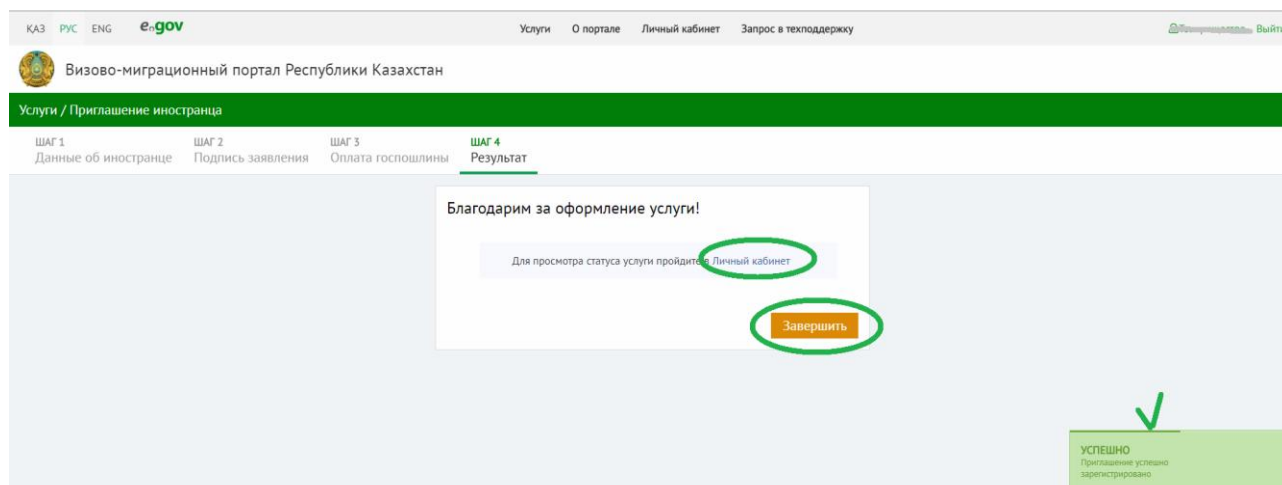 ҚАЗ РУС ENG egov Услуги О портале Личный кабинет Запрос в техподдержку Выйти
Визово-миграционный портал Республики Казахстан
Услуги / Приглашение иностранца
ШАГ 1 ШАГ 2 ШАГ 3 ШАГ 4
Данные об иностранце Подпись заявления Оплата госпошлины Результат
Благодарим за оформление услуги!
Для просмотра статуса услуги пройдите в Личный кабинет
Завершить
УСПЕШНО
Приглашение успешно
зарегистрировано